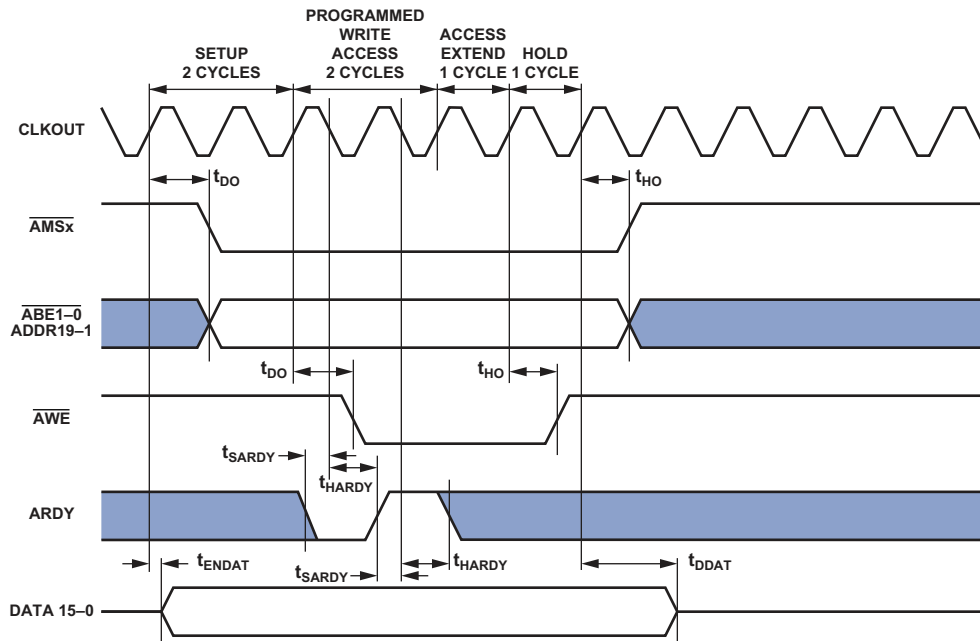 SETUP
2 CYCLES
PROGRAMMED
WRITE
ACCESS
2 CYCLES
ACCESS
EXTEND
1 CYCLE
HOLD
1 CYCLE
CLKOUT
tDO
tHO
AMSx
ABE1–0
ADDR19–1
tDO
tHO
AWE
tSARDY
tHARDY
ARDY
tENDAT
tSARDY
tHARDY
tDDAT
DATA 15–0